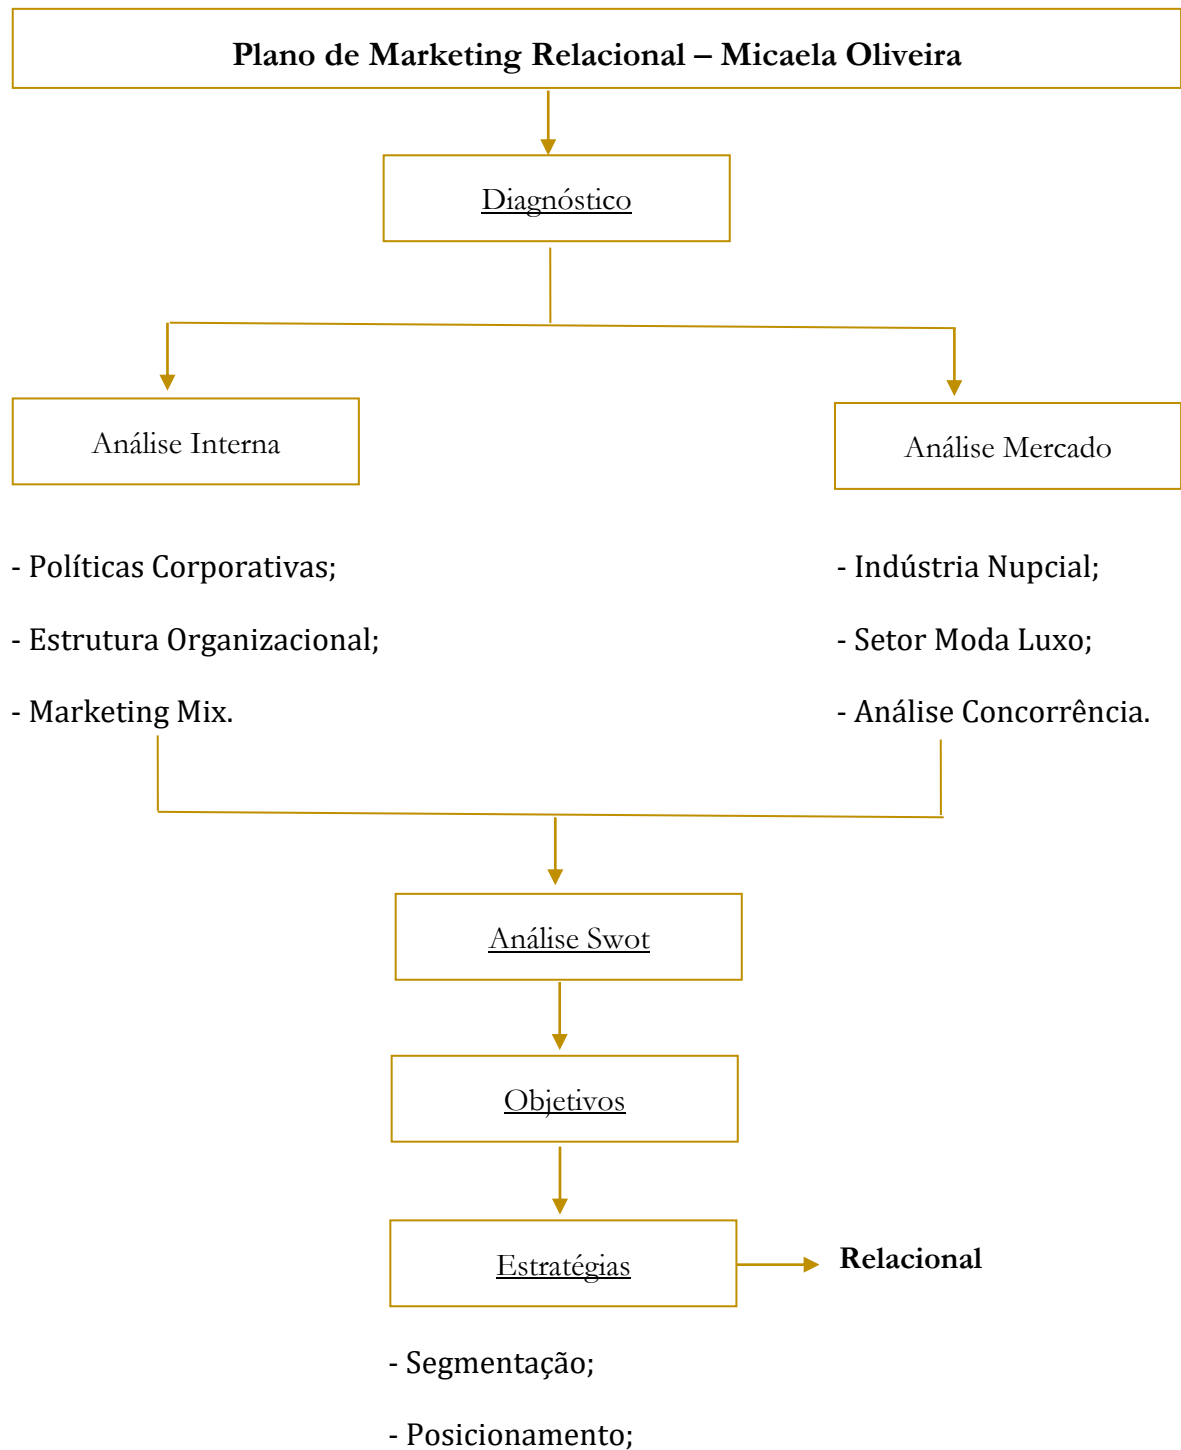 Plano de Marketing Relacional – Micaela Oliveira
Diagnóstico
Análise Interna
Análise Mercado
- Políticas Corporativas;
- Estrutura Organizacional;
- Marketing Mix.
- Indústria Nupcial;
- Setor Moda Luxo;
- Análise Concorrência.
Análise Swot
Objetivos
Estratégias
Relacional
- Segmentação;
- Posicionamento;